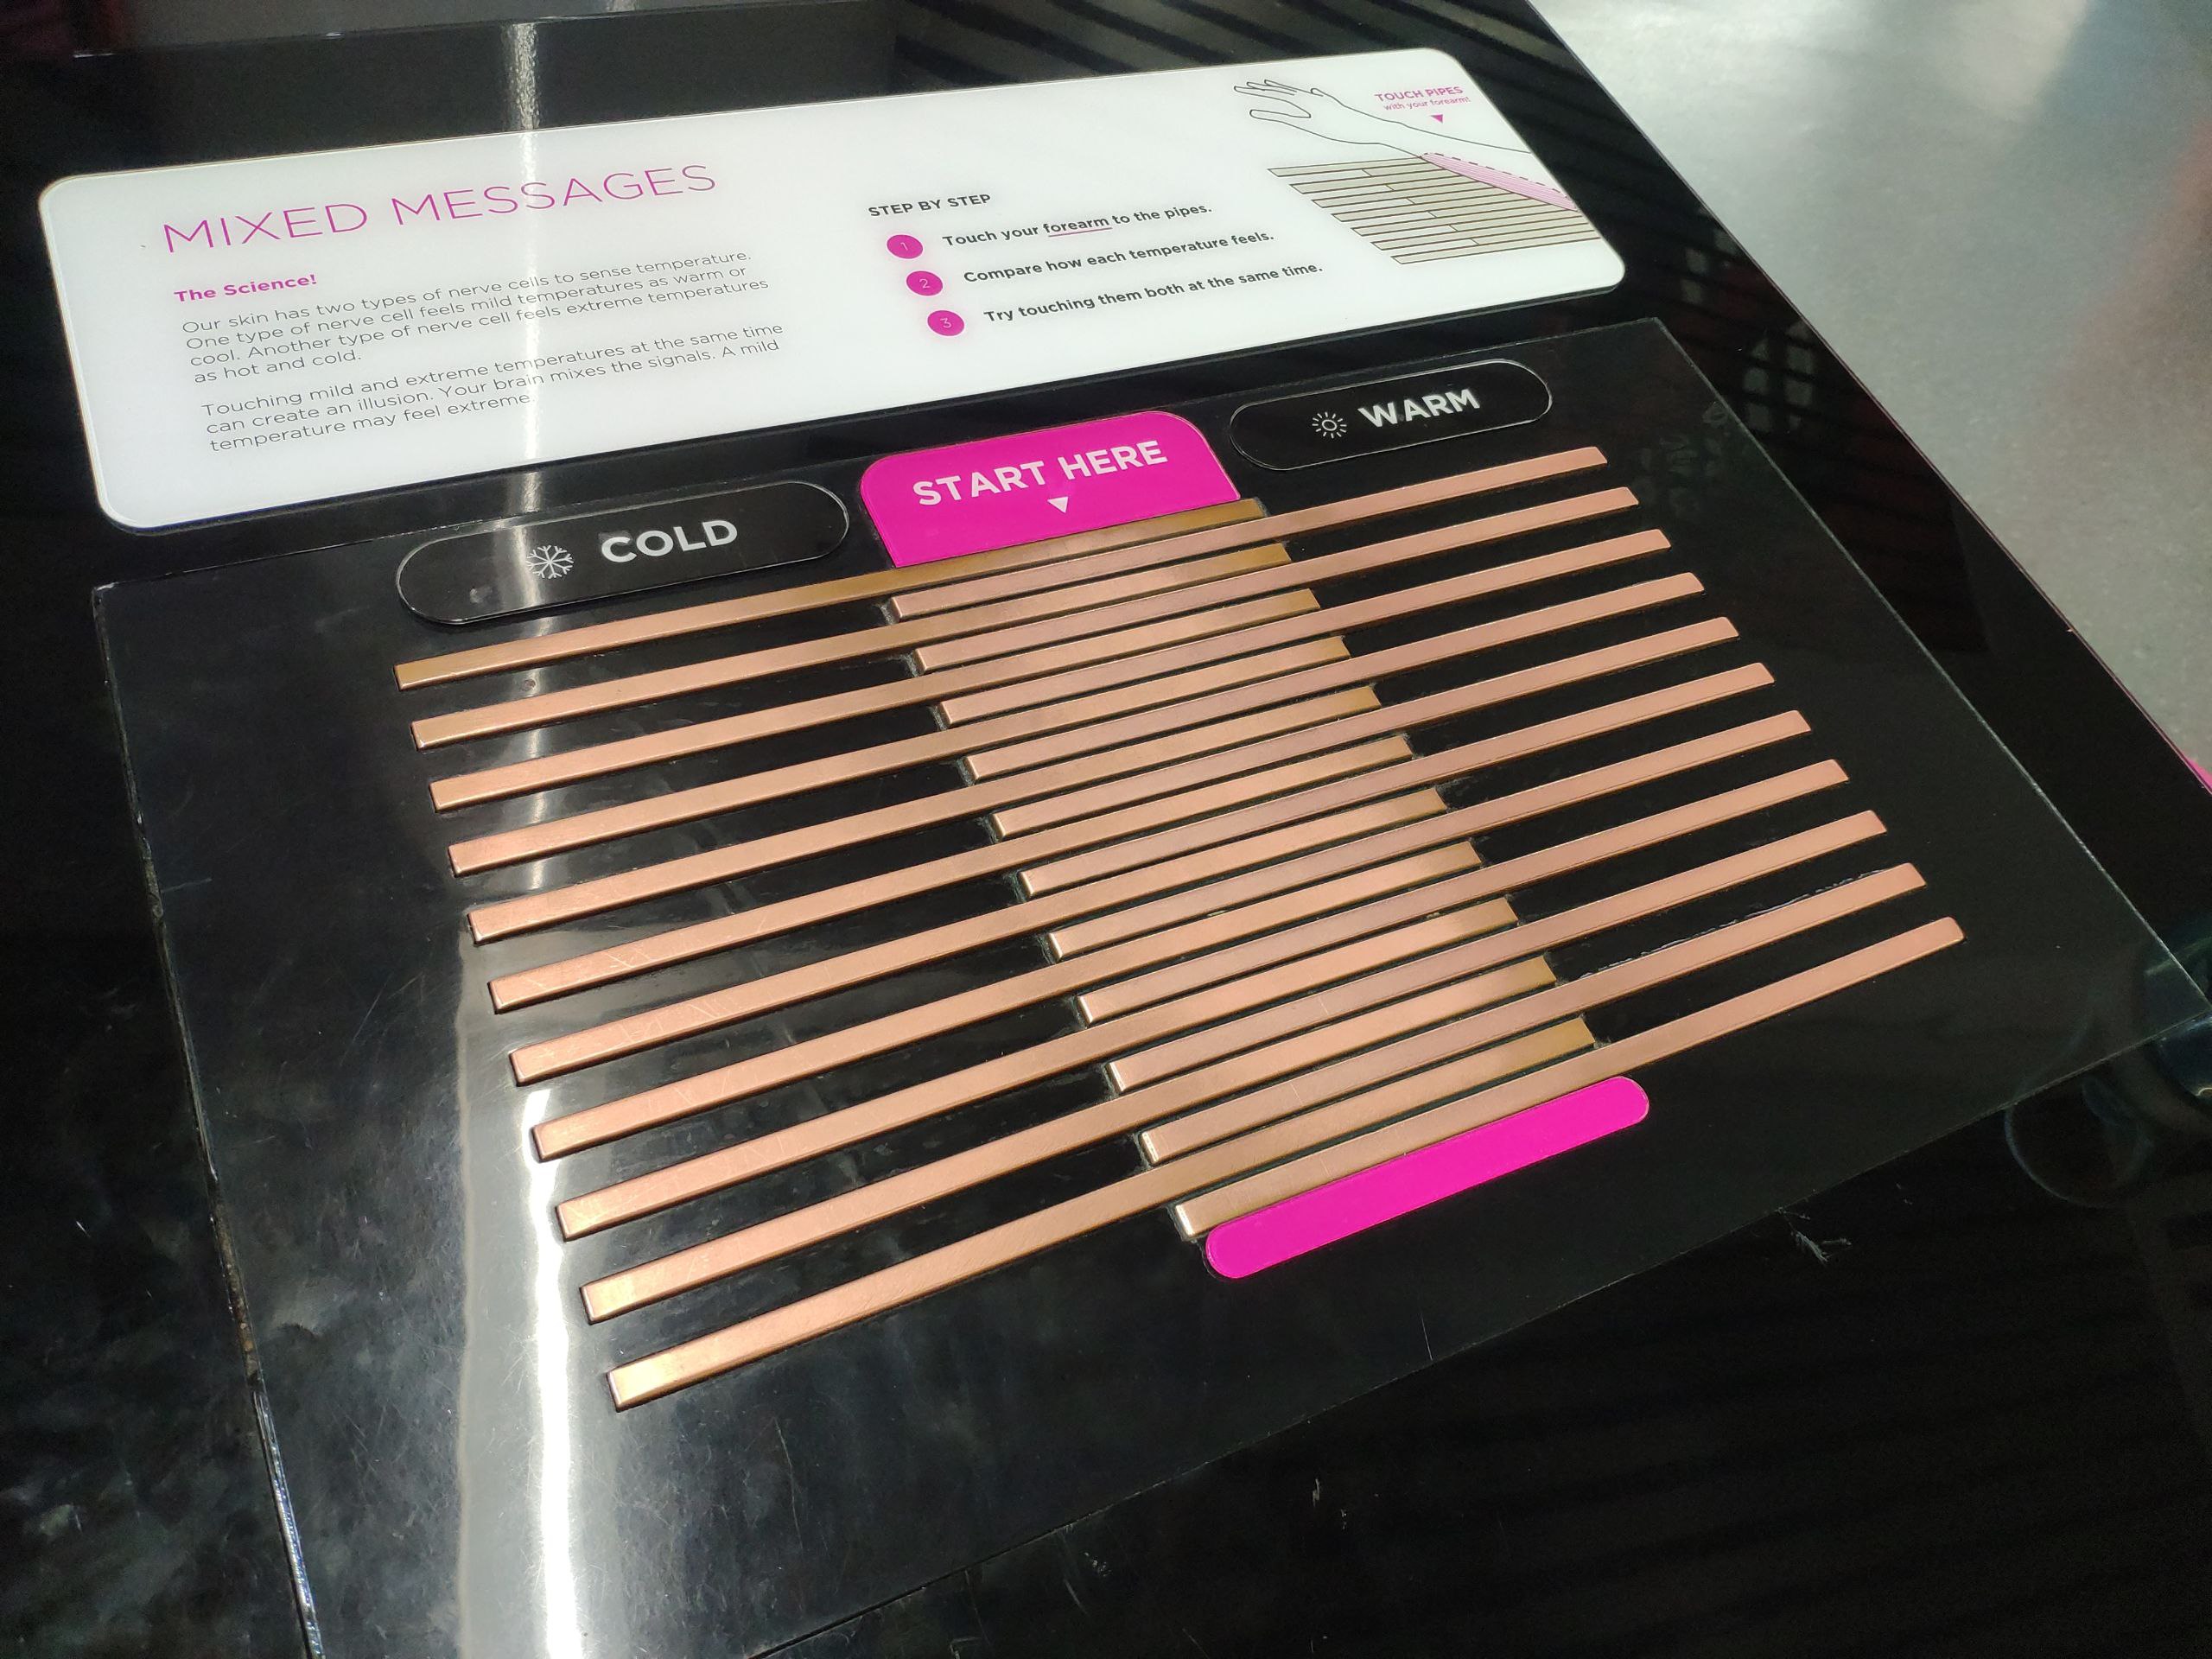 MIXED MESSAGES
The Science!
Our skin has two types of nerve cells to sense temperature.
One type of nerve cell feels mild temperatures as warm or
cool. Another type of nerve cell feels extreme temperatures
as hot and cold.
Touching mild and extreme temperatures at the same time
can create an illusion. Your brain mixes the signals. A mild
temperature may feel extreme.
STEP BY STEP
1 Touch your forearm to the pipes.
2 Compare how each temperature feels.
3 Try touching them both at the same time.
TOUCH PIPES
with your forearm!
COLD
START HERE
WARM